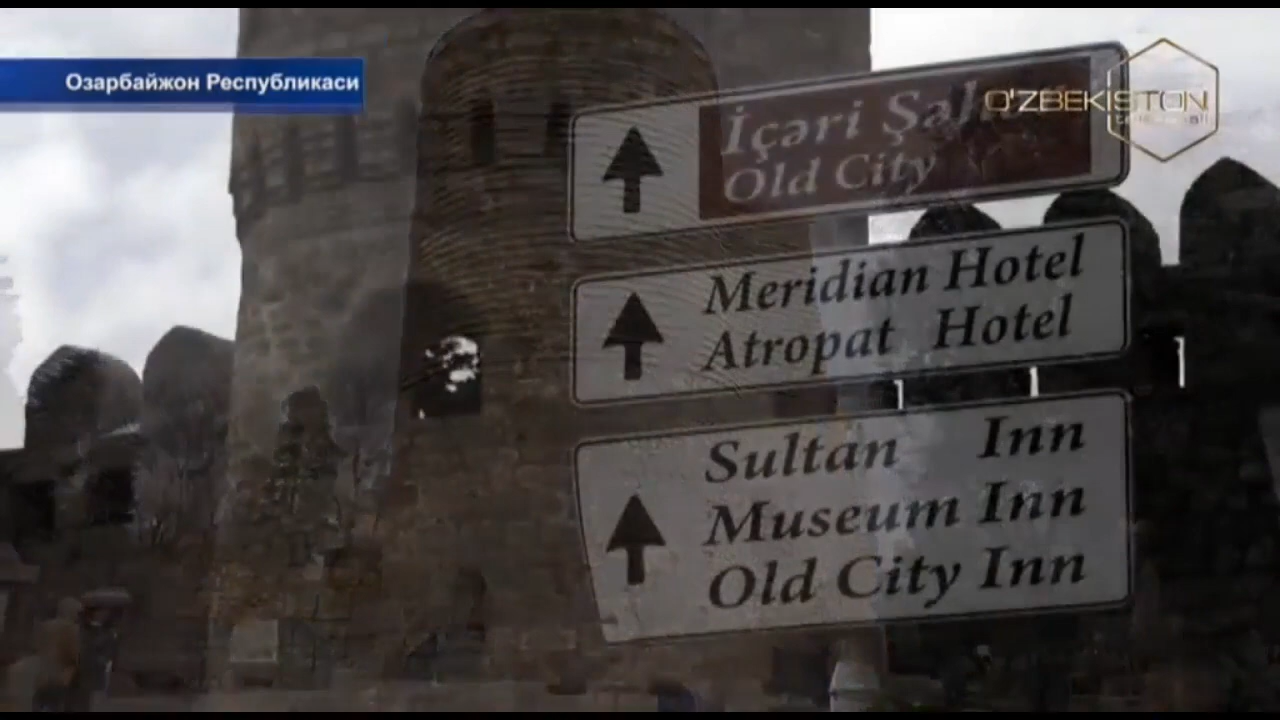 Озарбайжон Республикаси
O'ZBEKISTON
İçəri
Old City
Meridian Hotel
Atropat Hotel
Sultan Inn
Museum Inn
Old City Inn